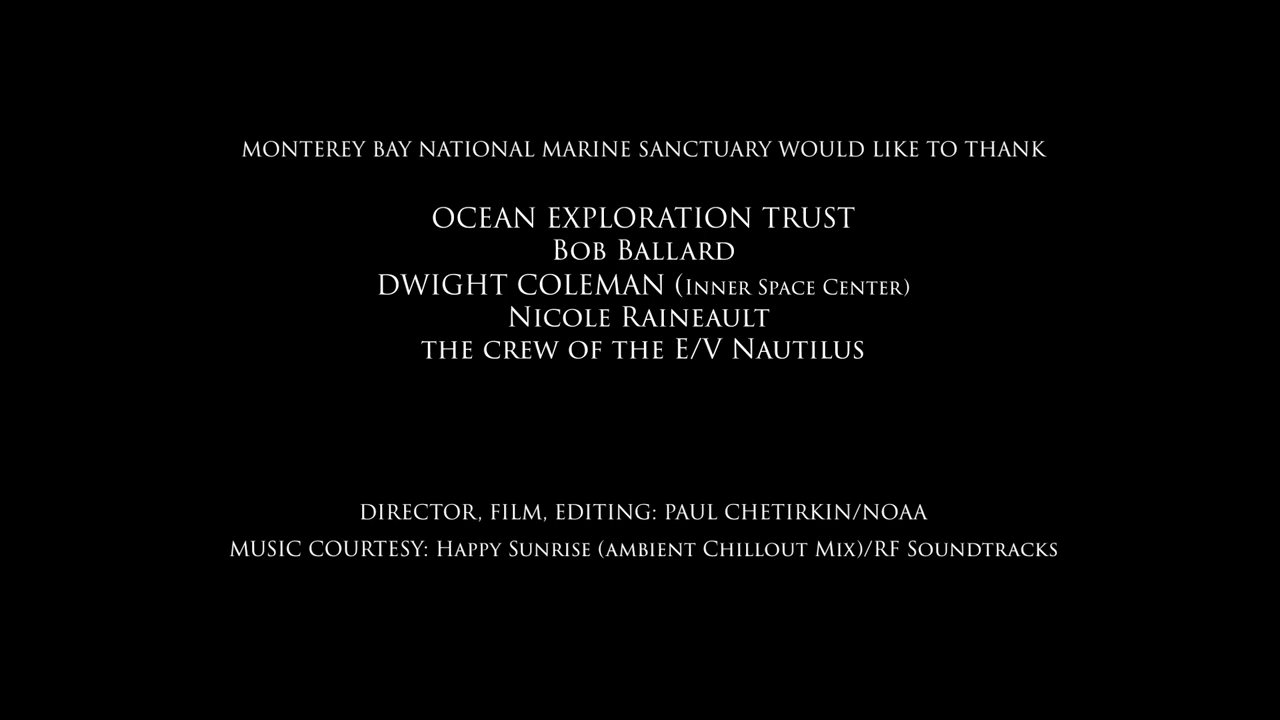 MONTEREY BAY NATIONAL MARINE SANCTUARY WOULD LIKE TO THANK
OCEAN EXPLORATION TRUST
Bob Ballard
DWIGHT COLEMAN (Inner Space Center)
Nicole Raineault
the crew of the E/V Nautilus
DIRECTOR, FILM, EDITING: PAUL CHETIRKIN/NOAA
MUSIC COURTESY: Happy Sunrise (ambient Chillout Mix)/RF Soundtracks